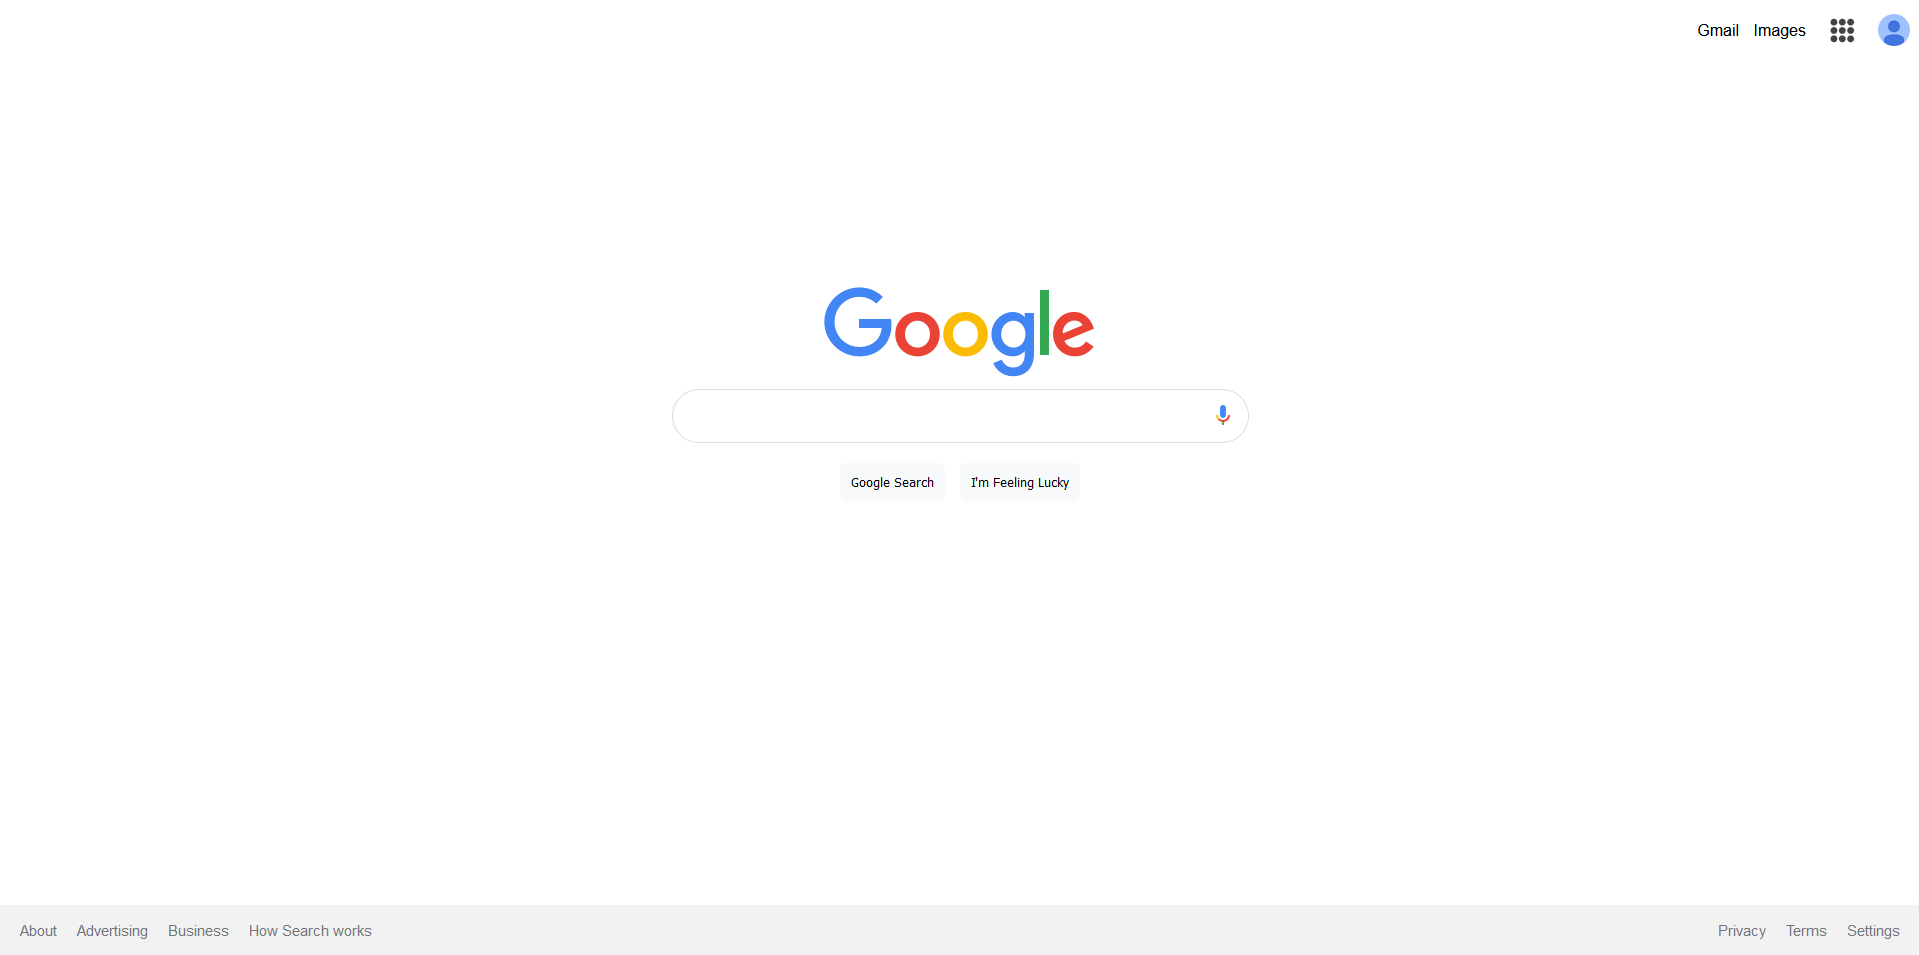 Gmail Images
Google
Google Search I'm Feeling Lucky
About Advertising Business How Search works Privacy Terms Settings